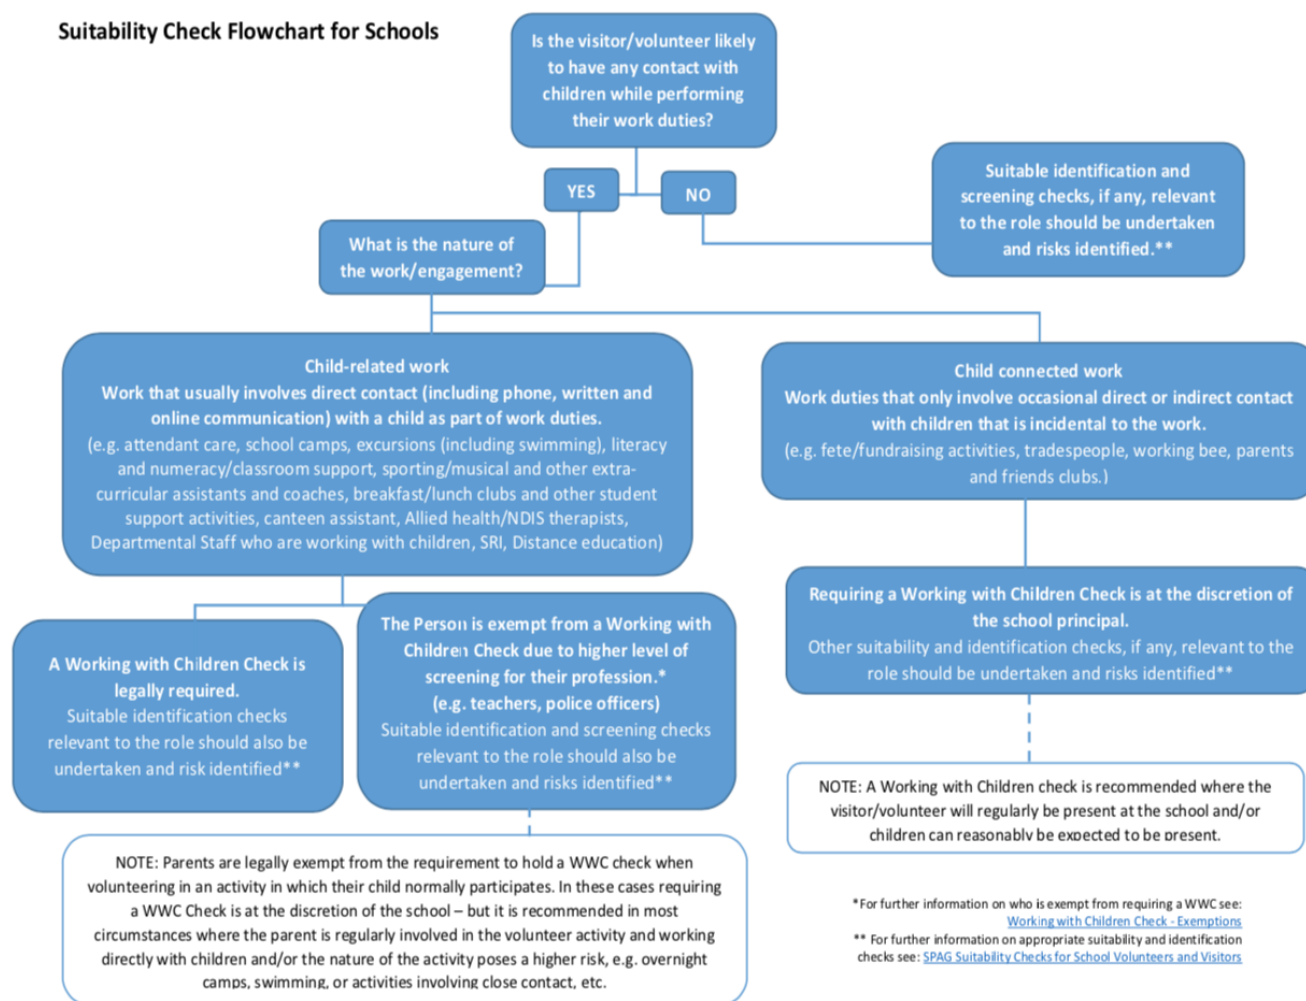 Suitability Check Flowchart for Schools
Is the visitor/volunteer likely
to have any contact with
children while performing
their work duties?
YES
NO
Suitable identification and
screening checks, if any, relevant
to the role should be undertaken
and risks identified.**
What is the nature of
the work/engagement?
Child-related work
Work that usually involves direct contact (including phone, written and
online communication) with a child as part of work duties.
(e.g. attendant care, school camps, excursions (including swimming), literacy
and numeracy/classroom support, sporting/musical and other extra-
curricular assistants and coaches, breakfast/lunch clubs and other student
support activities, canteen assistant, Allied health/NDIS therapists,
Departmental Staff who are working with children, SRI, Distance education)
Child connected work
Work duties that only involve occasional direct or indirect contact
with children that is incidental to the work.
(e.g. fete/fundraising activities, tradespeople, working bee, parents
and friends clubs.)
A Working with Children Check is
legally required.
Suitable identification checks
relevant to the role should also be
undertaken and risk identified**
The Person is exempt from a Working with
Children Check due to higher level of
screening for their profession.*
(e.g. teachers, police officers)
Suitable identification and screening checks
relevant to the role should also be
undertaken and risks identified**
Requiring a Working with Children Check is at the discretion of
the school principal.
Other suitability and identification checks, if any, relevant to the
role should be undertaken and risks identified**
NOTE: A Working with Children check is recommended where the
visitor/volunteer will regularly be present at the school and/or
children can reasonably be expected to be present.
NOTE: Parents are legally exempt from the requirement to hold a WWC check when
volunteering in an activity in which their child normally participates. In these cases requiring
a WWC Check is at the discretion of the school – but it is recommended in most
circumstances where the parent is regularly involved in the volunteer activity and working
directly with children and/or the nature of the activity poses a higher risk, e.g. overnight
camps, swimming, or activities involving close contact, etc.
*For further information on who is exempt from requiring a WWC see:
Working with Children Check - Exemptions
** For further information on appropriate suitability and identification
checks see: SPAG Suitability Checks for School Volunteers and Visitors